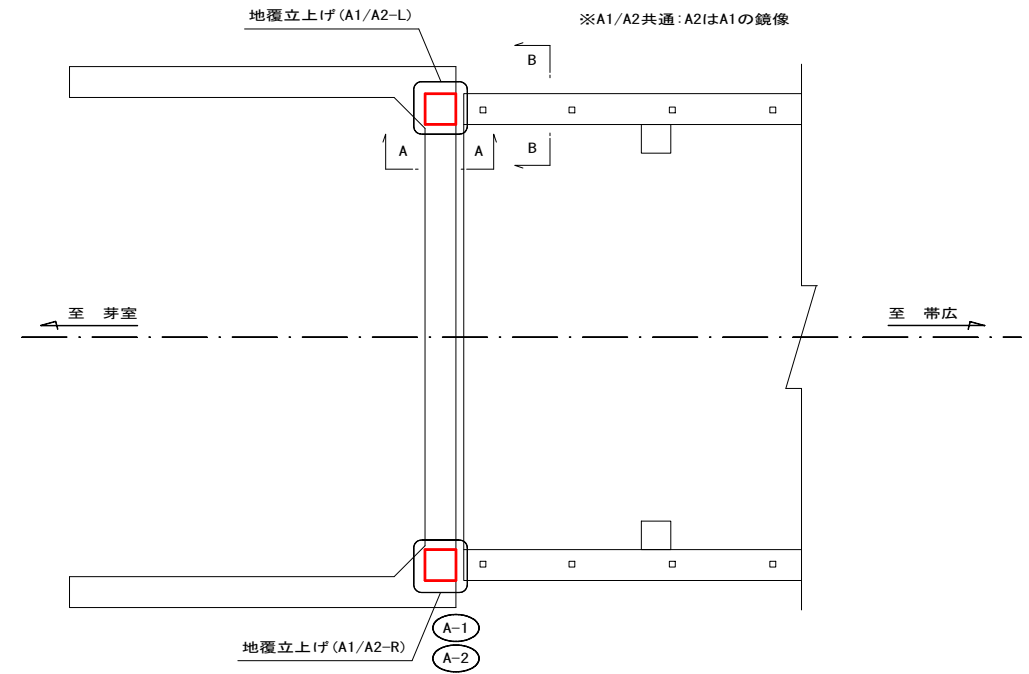 地覆立上げ(A1/A2-L)
※A1/A2共通:A2はA1の鏡像
B
A A B
至 芽室
至 帯広
A-1
地覆立上げ(A1/A2-R)
A-2